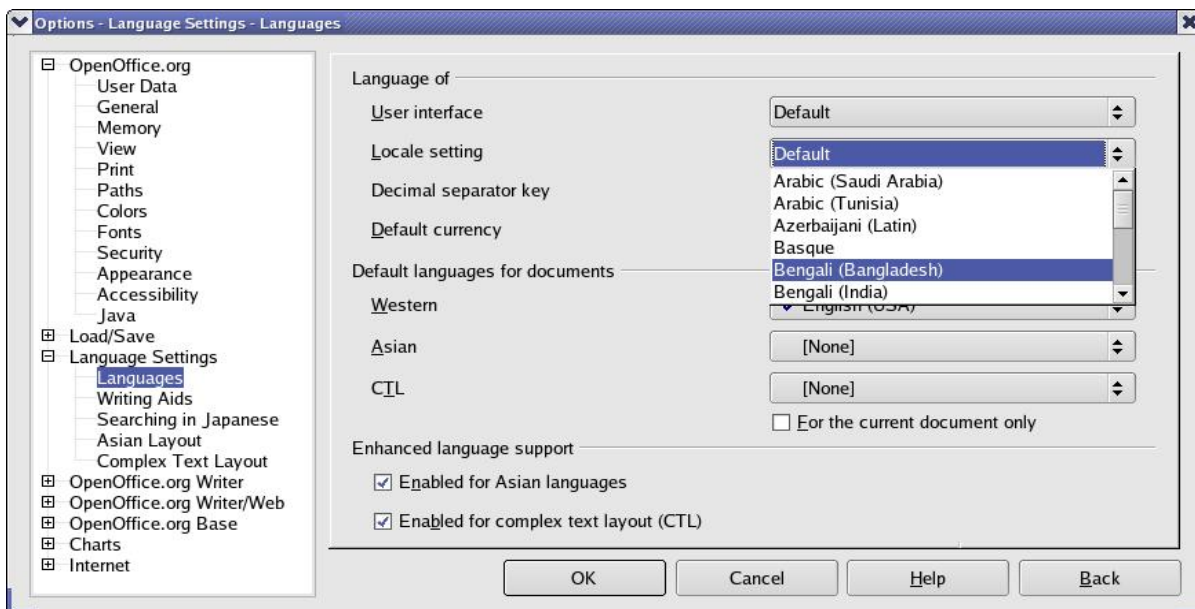 Options - Language Settings - Languages
OpenOffice.org
User Data
General
Memory
View
Print
Paths
Colors
Fonts
Security
Appearance
Accessibility
Java
Load/Save
Language Settings
Languages
Writing Aids
Searching in Japanese
Asian Layout
Complex Text Layout
OpenOffice.org Writer
OpenOffice.org Writer/Web
OpenOffice.org Base
Charts
Internet
Language of
User interface Default
Locale setting Default
Arabic (Saudi Arabia)
Arabic (Tunisia)
Azerbaijani (Latin)
Basque
Bengali (Bangladesh)
Bengali (India)
Decimal separator key
Default currency
Default languages for documents
Western English (USA)
Asian [None]
CTL [None]
For the current document only
Enhanced language support
Enabled for Asian languages
Enabled for complex text layout (CTL)
OK Cancel Help Back